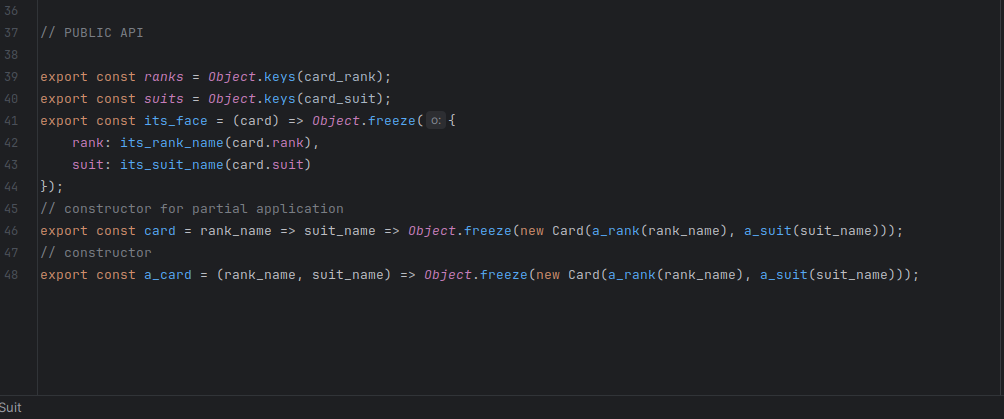 36
37 // PUBLIC API
38
39 export const ranks = Object.keys(card_rank);
40 export const suits = Object.keys(card_suit);
41 export const its_face = (card) => Object.freeze( o: {
42     rank: its_rank_name(card.rank),
43     suit: its_suit_name(card.suit)
44 });
45 // constructor for partial application
46 export const card = rank_name => suit_name => Object.freeze(new Card(a_rank(rank_name), a_suit(suit_name)));
47 // constructor
48 export const a_card = (rank_name, suit_name) => Object.freeze(new Card(a_rank(rank_name), a_suit(suit_name)));
Suit